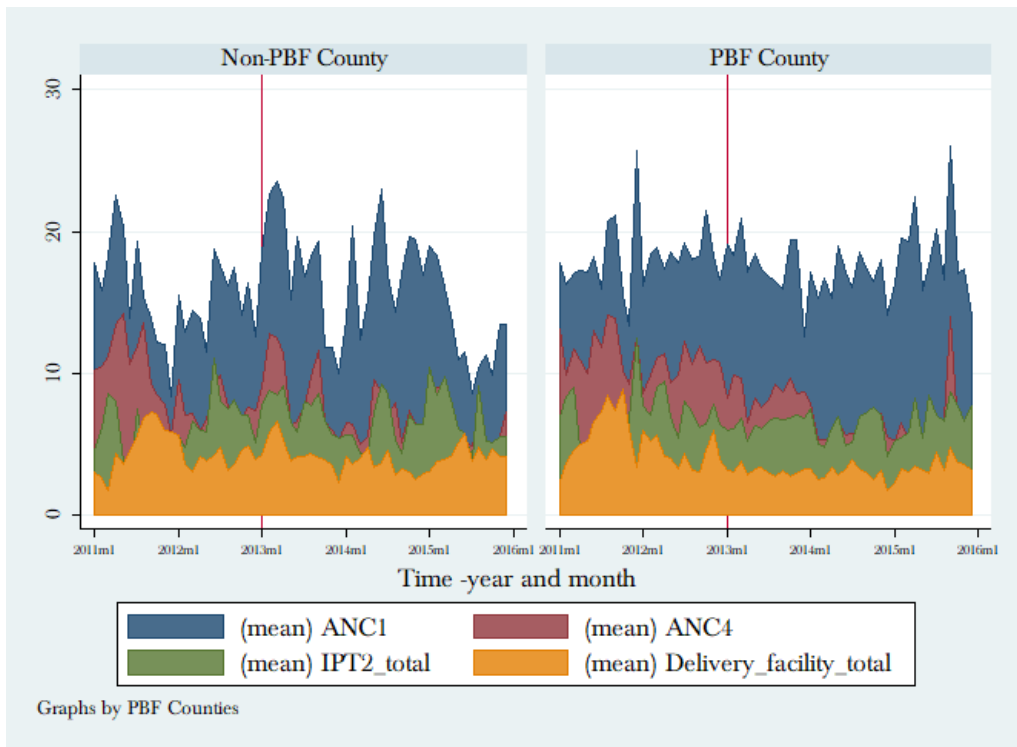 Non-PBF County
PBF County
30
20
10
0
2011m1 2012m1 2013m1 2014m1 2015m1 2016m1
2011m1 2012m1 2013m1 2014m1 2015m1 2016m1
Time -year and month
(mean) ANC1
(mean) ANC4
(mean) IPT2_total
(mean) Delivery_facility_total
Graphs by PBF Counties